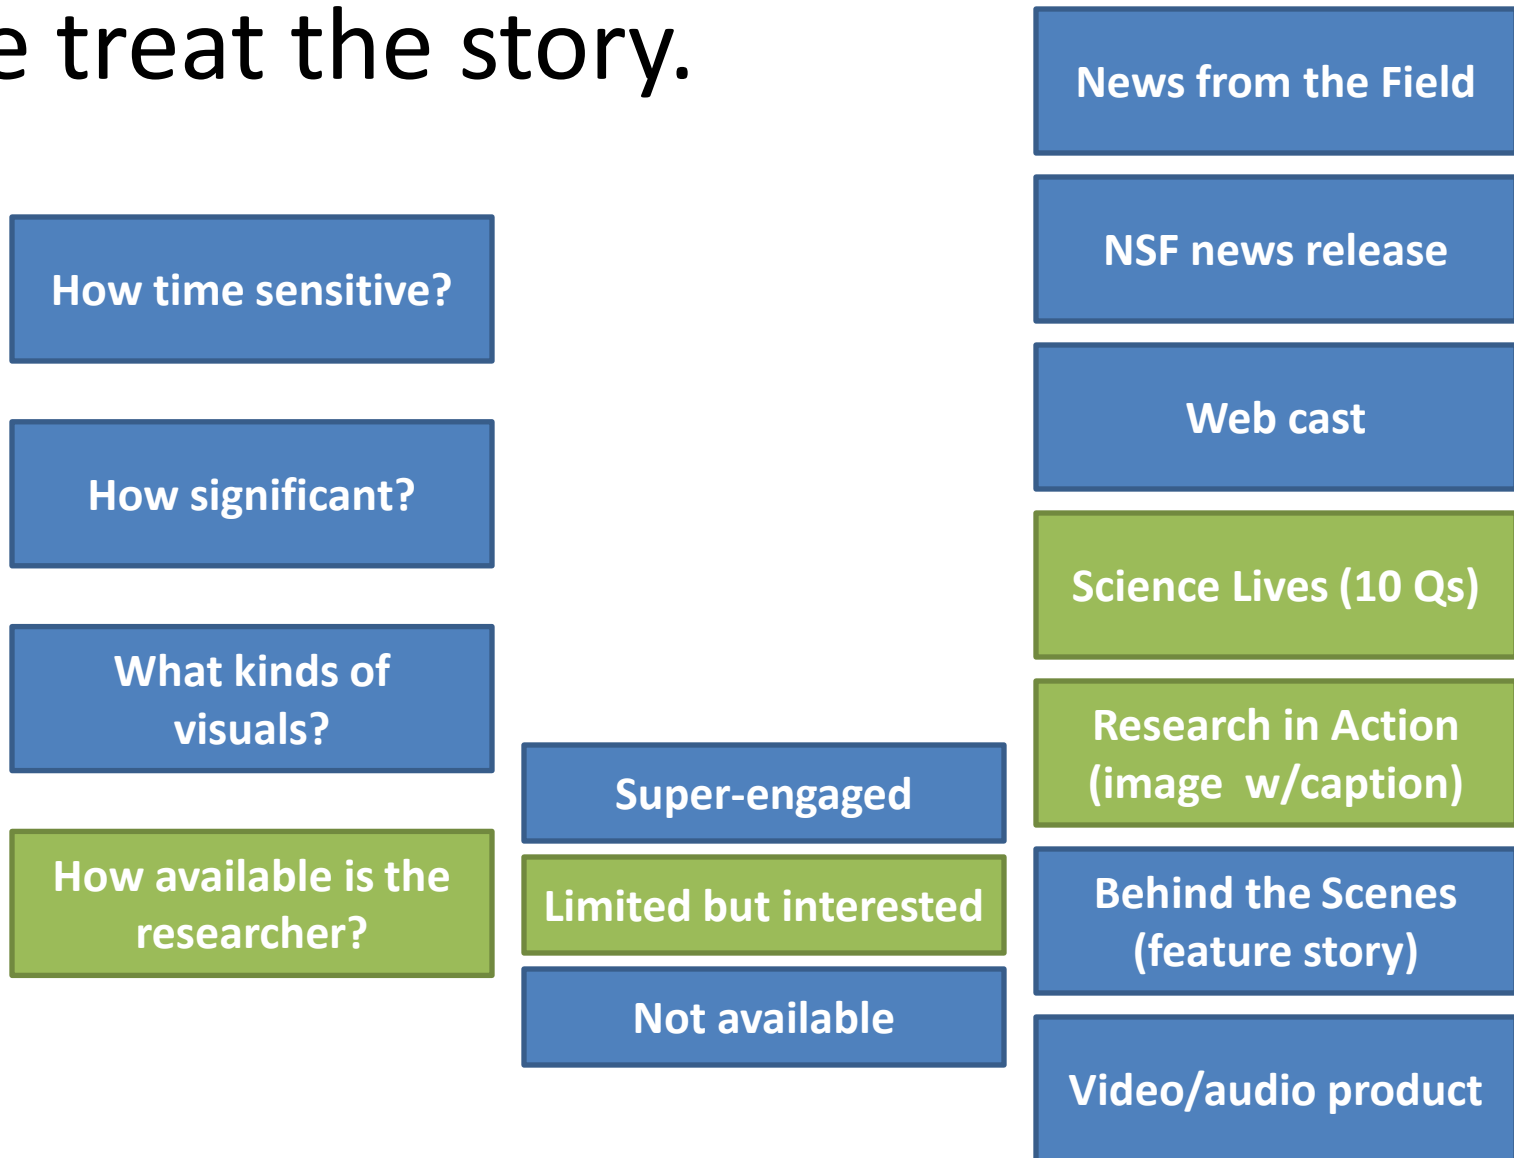 e treat the story.
How time sensitive?
How significant?
What kinds of
visuals?
How available is the
researcher?
Super-engaged
Limited but interested
Not available
News from the Field
NSF news release
Web cast
Science Lives (10 Qs)
Research in Action
(image w/caption)
Behind the Scenes
(feature story)
Video/audio product